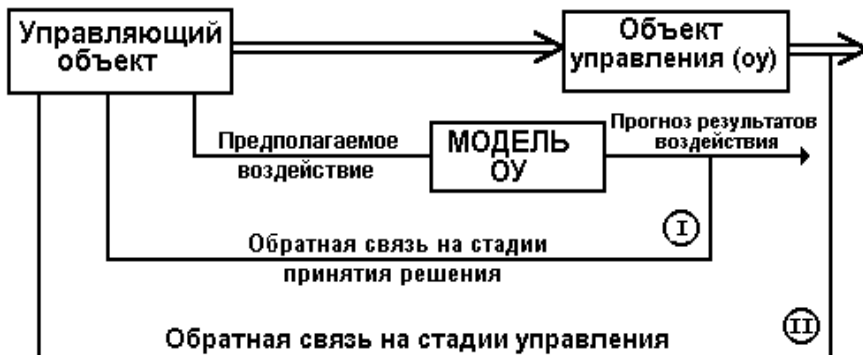 Управляющий
объект
Объект
управления (оу)
Предполагаемое
воздействие
МОДЕЛЬ
ОУ
Прогноз результатов
воздействия
I
Обратная связь на стадии
принятия решения
II
Обратная связь на стадии управления